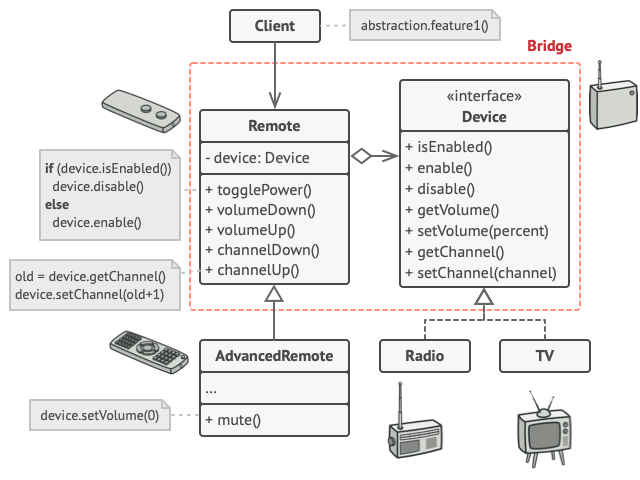 Client
abstraction.feature1()
Bridge
Remote
- device: Device
+ togglePower()
+ volumeDown()
+ volumeUp()
+ channelDown()
+ channelUp()
«interface»
Device
+ isEnabled()
+ enable()
+ disable()
+ getVolume()
+ setVolume(percent)
+ getChannel()
+ setChannel(channel)
if (device.isEnabled())
device.disable()
else
device.enable()
old = device.getChannel()
device.setChannel(old+1)
AdvancedRemote
...
+ mute()
device.setVolume(0)
Radio
TV